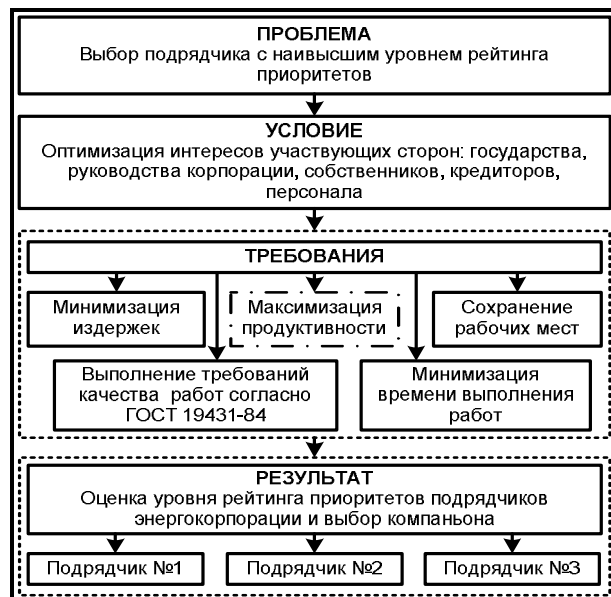 ПРОБЛЕМА
Выбор подрядчика с наивысшим уровнем рейтинга
приоритетов
УСЛОВИЕ
Оптимизация интересов участвующих сторон: государства,
руководства корпорации, собственников, кредиторов,
персонала
ТРЕБОВАНИЯ
Минимизация
издержек
Максимизация
продуктивности
Сохранение
рабочих мест
Выполнение требований
качества работ согласно
ГОСТ 19431-84
Минимизация
времени выполнения
работ
РЕЗУЛЬТАТ
Оценка уровня рейтинга приоритетов подрядчиков
энергокорпорации и выбор компаньона
Подрядчик №1
Подрядчик №2
Подрядчик №3